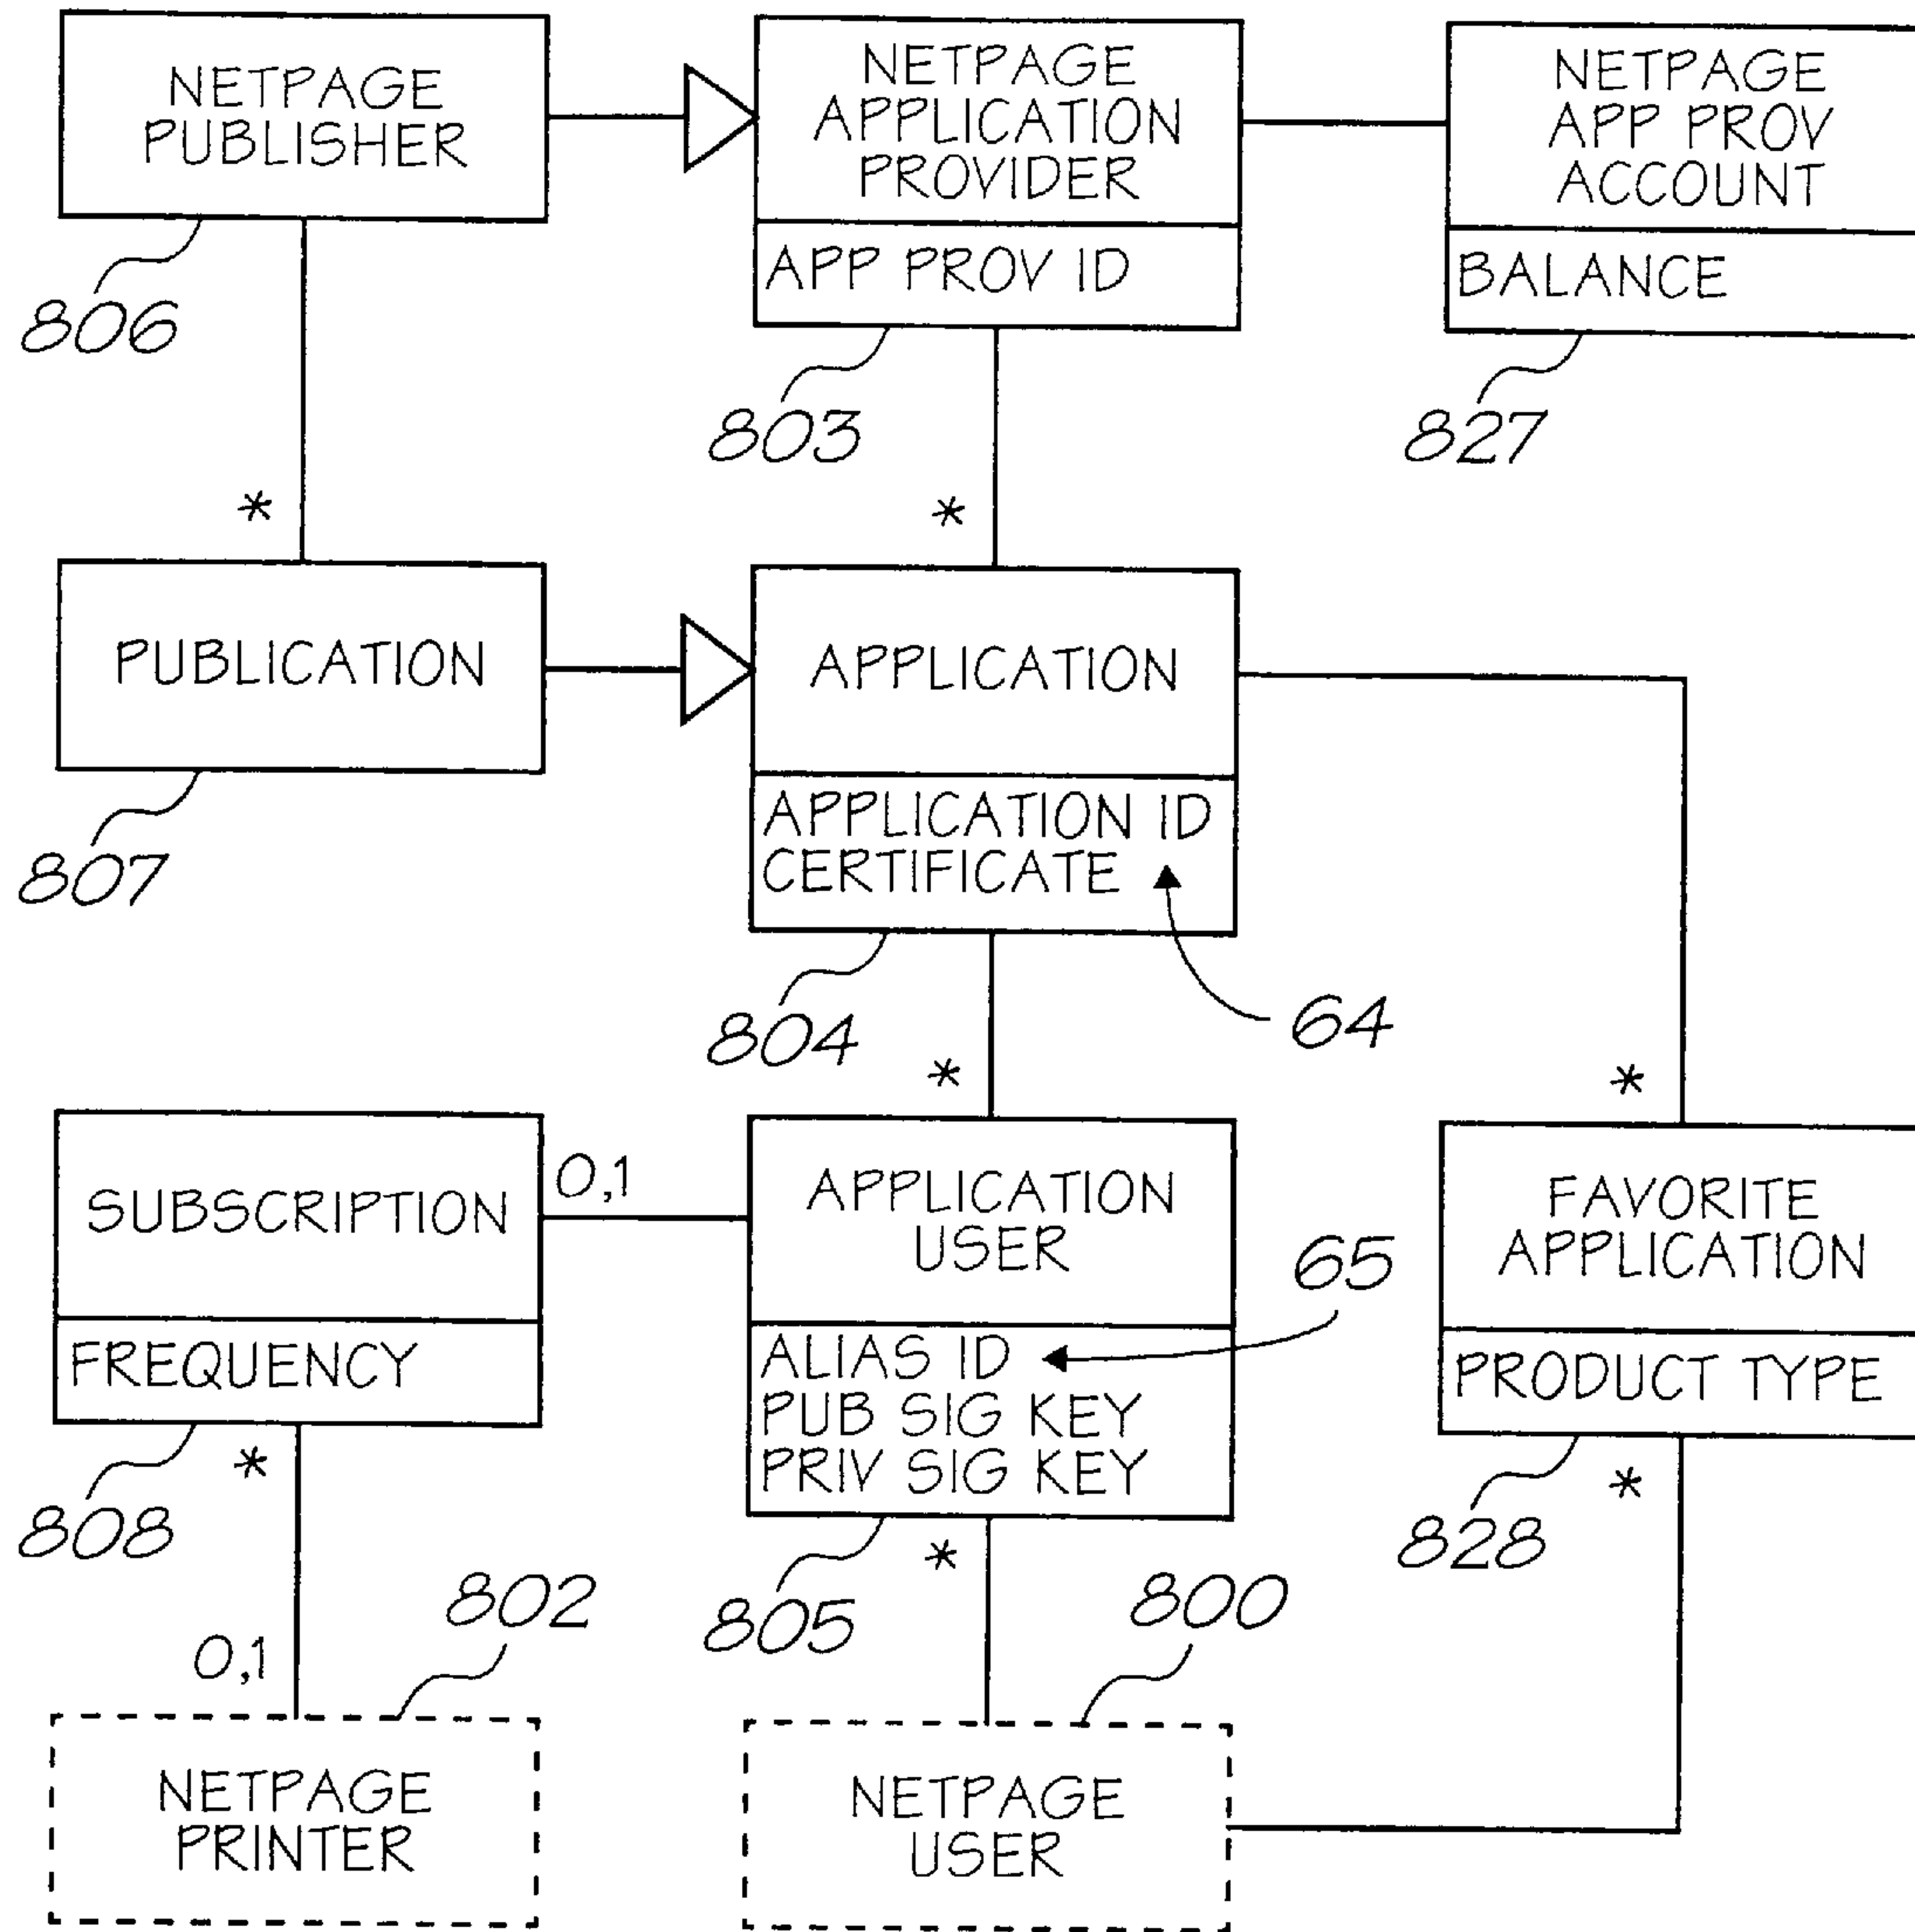 NETPAGE
PUBLISHER
806
NETPAGE
APPLICATION
PROVIDER
APP PROV ID
803
NETPAGE
APP PROV
ACCOUNT
BALANCE
827
*
*
PUBLICATION
807
APPLICATION
APPLICATION ID
CERTIFICATE
804
64
*
*
SUBSCRIPTION
FREQUENCY
808
0,1
APPLICATION
USER
ALIAS ID
PUB SIG KEY
PRIV SIG KEY
805
65
FAVORITE
APPLICATION
PRODUCT TYPE
828
*
*
*
0,1
802
800
NETPAGE
PRINTER
NETPAGE
USER